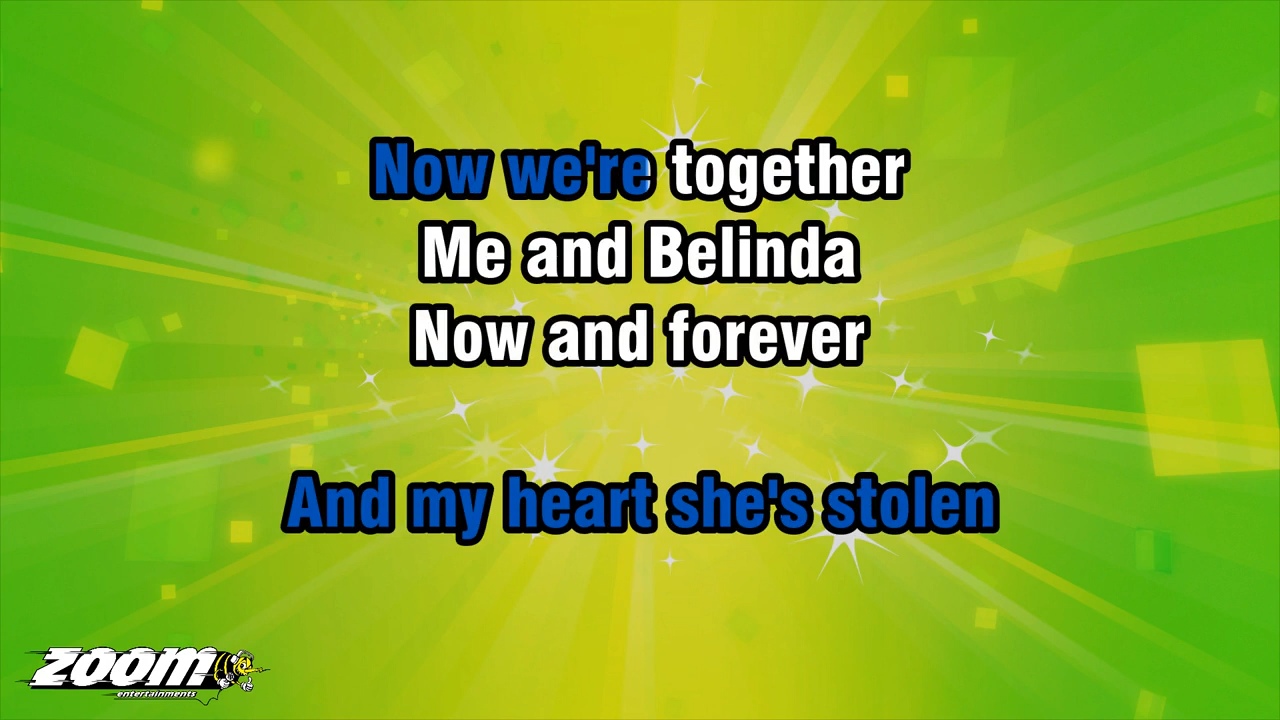 Now we're together
Me and Belinda
Now and forever
And my heart she's stolen
ZOOM
entertainments